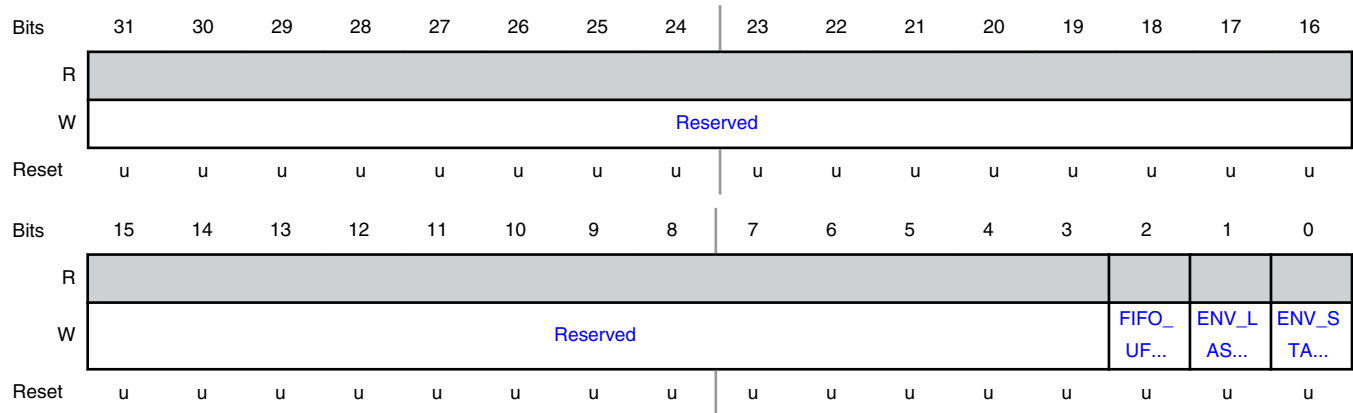 Bits 31 30 29 28 27 26 25 24 23 22 21 20 19 18 17 16
R
W Reserved
Reset u u u u u u u u u u u u u u u u
Bits 15 14 13 12 11 10 9 8 7 6 5 4 3 2 1 0
R
W Reserved FIFO_ UF... ENV_L AS... ENV_S TA...
Reset u u u u u u u u u u u u u u u u